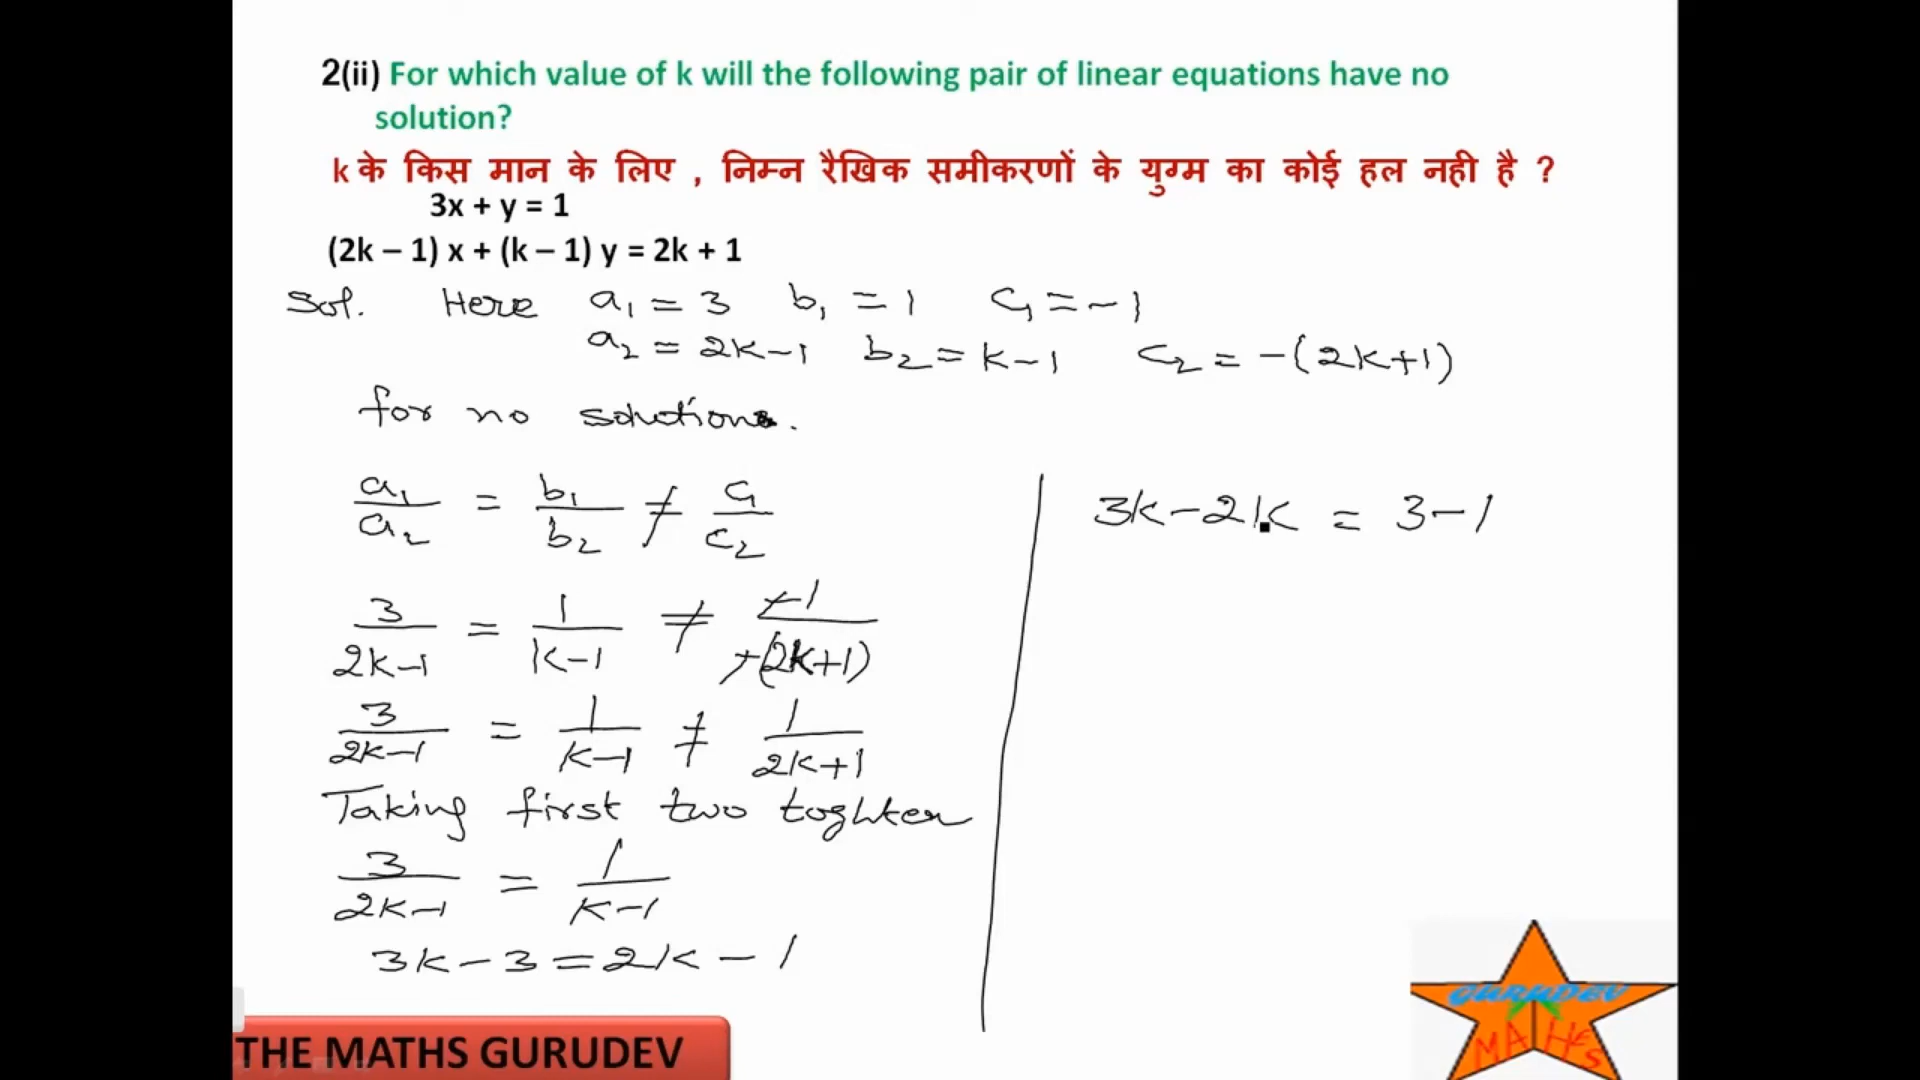 2(ii) For which value of k will the following pair of linear equations have no
solution?
k के किस मान के लिए , निम्न रैखिक समीकरणों के युग्म का कोई हल नही है ?
3x + y = 1
(2k – 1) x + (k – 1) y = 2k + 1
Sol. Here a₁ = 3 b₁ = 1 c₁ = -1
a₂ = 2k-1 b₂ = k-1 c₂ = -(2k+1)
for no solution.
a₁/a₂ = b₁/b₂ ≠ c₁/c₂
3/2k-1 = 1/k-1 ≠ -1/-(2k+1)
3/2k-1 = 1/k-1 ≠ 1/2k+1
Taking first two toghter
3/2k-1 = 1/k-1
3k-3 = 2k-1
3k-2k = 3-1
THE MATHS GURUDEV
GURUDEV
MATHS